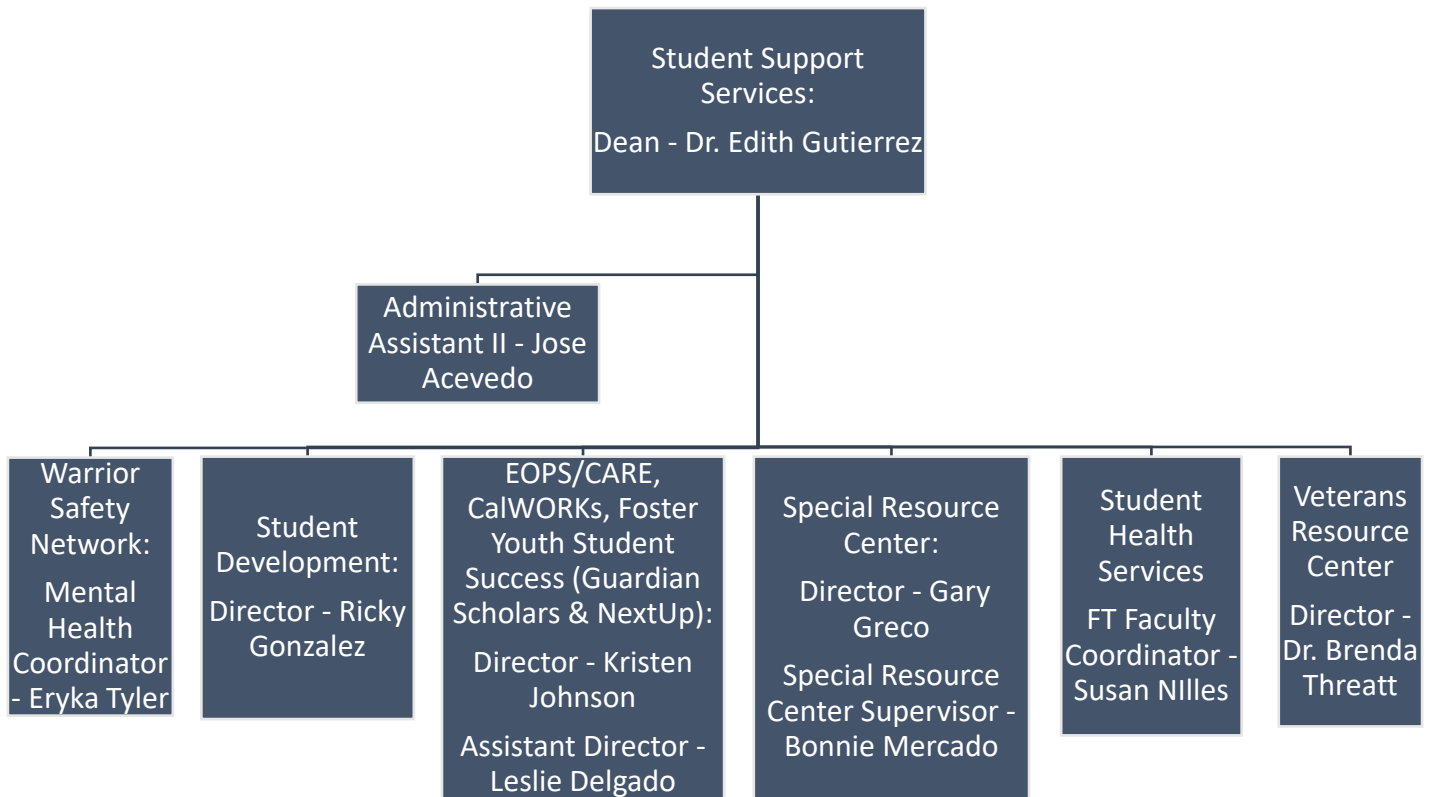 Student Support
Services:
Dean - Dr. Edith Gutierrez
Administrative
Assistant II - Jose
Acevedo
Warrior
Safety
Network:
Mental
Health
Coordinator
- Eryka Tyler
Student
Development:
Director - Ricky
Gonzalez
EOPS/CARE,
CalWORKs, Foster
Youth Student
Success (Guardian
Scholars & NextUp):
Director - Kristen
Johnson
Assistant Director -
Leslie Delgado
Special Resource
Center:
Director - Gary
Greco
Special Resource
Center Supervisor -
Bonnie Mercado
Student
Health
Services
FT Faculty
Coordinator -
Susan NIlles
Veterans
Resource
Center
Director -
Dr. Brenda
Threatt